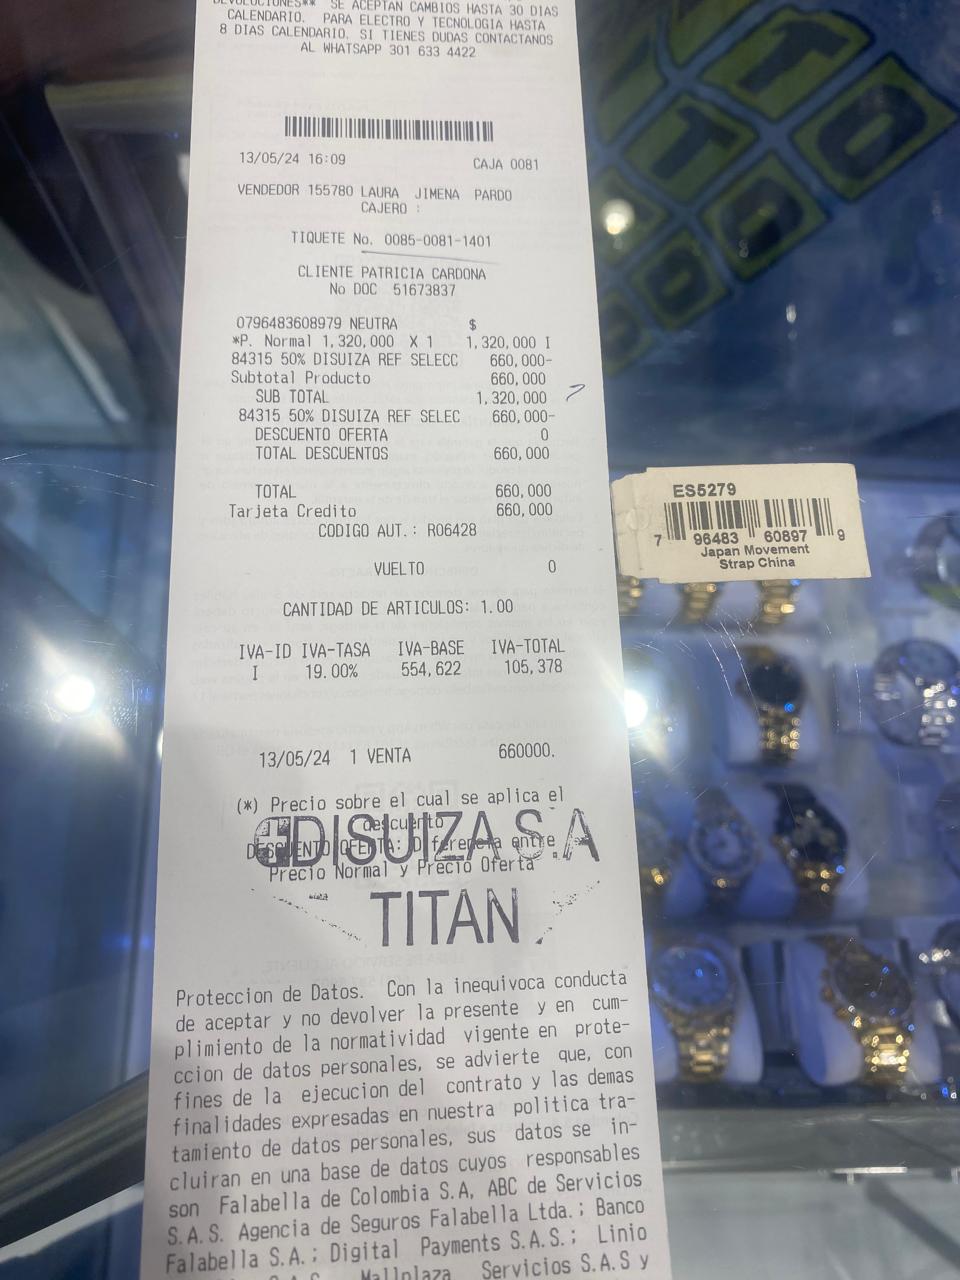 DEVOLUCIONES** SE ACEPTAN CAMBIOS HASTA 30 DIAS
CALENDARIO. PARA ELECTRO Y TECNOLOGIA HASTA
8 DIAS CALENDARIO. SI TIENES DUDAS CONTACTANOS
AL WHATSAPP 301 633 4422
13/05/24 16:09 CAJA 0081
VENDEDOR 155780 LAURA JIMENA PARDO
CAJERO :
TIQUETE No. 0085-0081-1401
CLIENTE PATRICIA CARDONA
No DOC 51673837
0796483608979 NEUTRA $
*P. Normal 1,320,000 X 1 1,320,000 I
84315 50% DISUIZA REF SELECC 660,000-
Subtotal Producto 660,000
SUB TOTAL 1,320,000
84315 50% DISUIZA REF SELEC 660,000-
DESCUENTO OFERTA 0
TOTAL DESCUENTOS 660,000
TOTAL 660,000
Tarjeta Credito 660,000
CODIGO AUT.: R06428
VUELTO 0
CANTIDAD DE ARTICULOS: 1.00
IVA-ID IVA-TASA IVA-BASE IVA-TOTAL
I 19.00% 554,622 105,378
13/05/24 1 VENTA 660000.
(*) Precio sobre el cual se aplica el
descuento
DESCUENTO OFERTA: Diferencia entre
Precio Normal y Precio Oferta
DISUIZA S.A
TITAN
Proteccion de Datos. Con la inequivoca conducta
de aceptar y no devolver la presente y en cum-
plimiento de la normatividad vigente en prote-
ccion de datos personales, se advierte que, con
fines de la ejecucion del contrato y las demas
finalidades expresadas en nuestra politica tra-
tamiento de datos personales, sus datos se in-
cluiran en una base de datos cuyos responsables
son Falabella de Colombia S.A, ABC de Servicios
S.A.S. Agencia de Seguros Falabella Ltda.; Banco
Falabella S.A.; Digital Payments S.A.S.; Linio
Mallplaza Servicios S.A.S y
ES5279
7 96483 60897 9
Japan Movement
Strap China